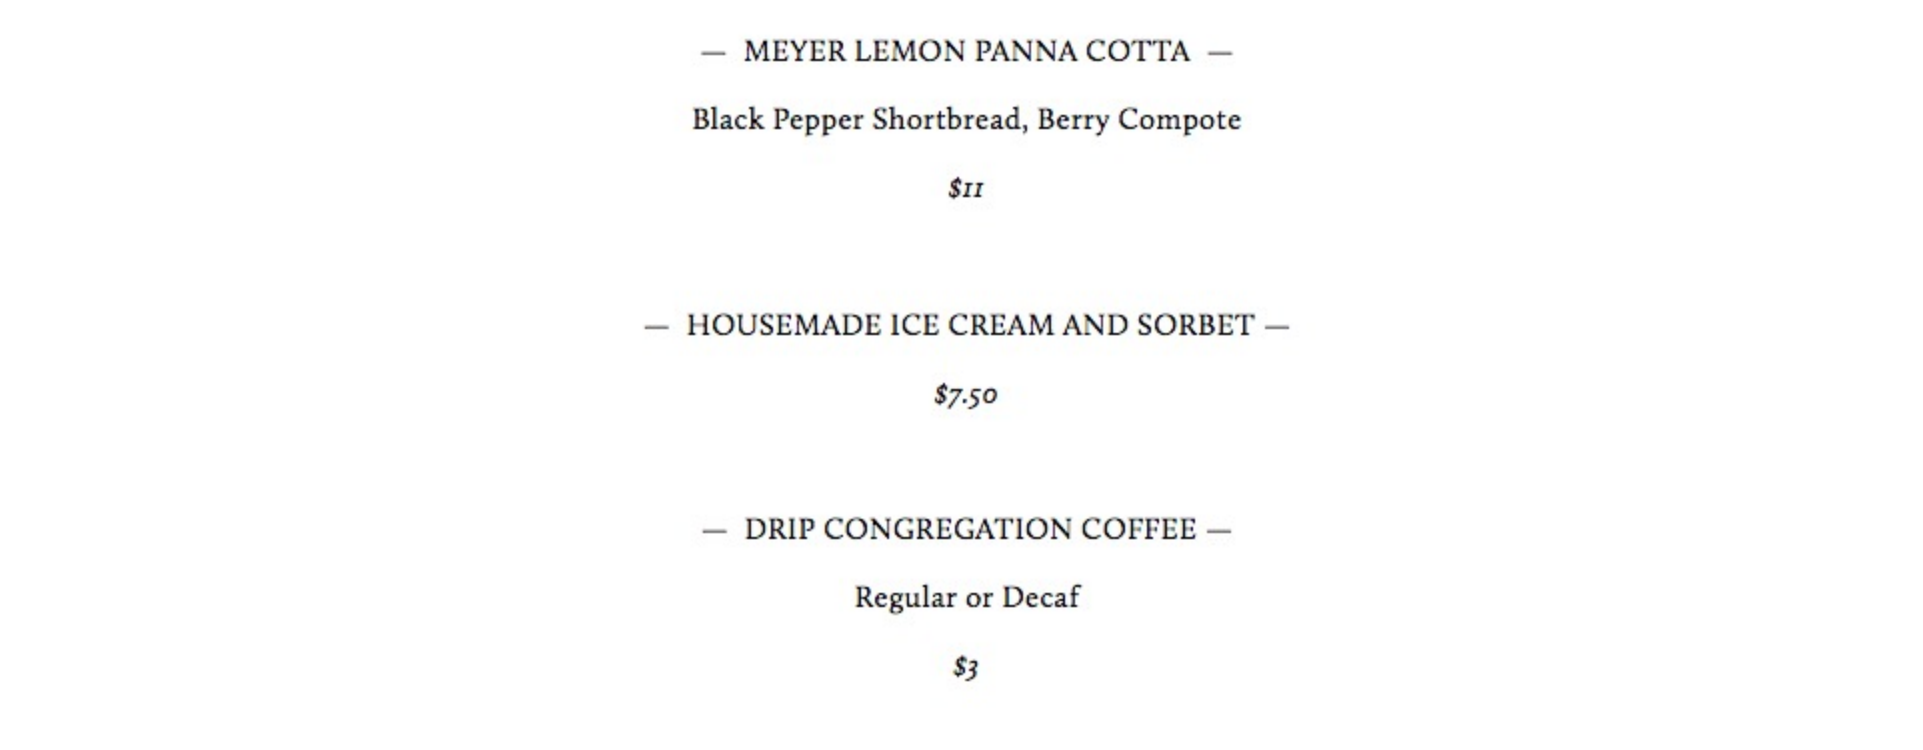 — MEYER LEMON PANNA COTTA —
Black Pepper Shortbread, Berry Compote
$11
— HOUSEMADE ICE CREAM AND SORBET —
$7.50
— DRIP CONGREGATION COFFEE —
Regular or Decaf
$3